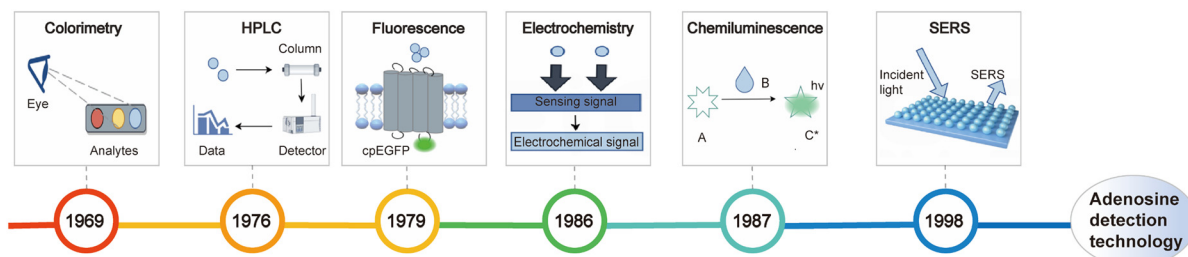 Colorimetry
Eye
Analytes
HPLC
Column
Data
Detector
Fluorescence
cpEGFP
Electrochemistry
Sensing signal
Electrochemical signal
Chemiluminescence
A
B
hv
C*
SERS
Incident
light
SERS
1969
1976
1979
1986
1987
1998
Adenosine
detection
technology